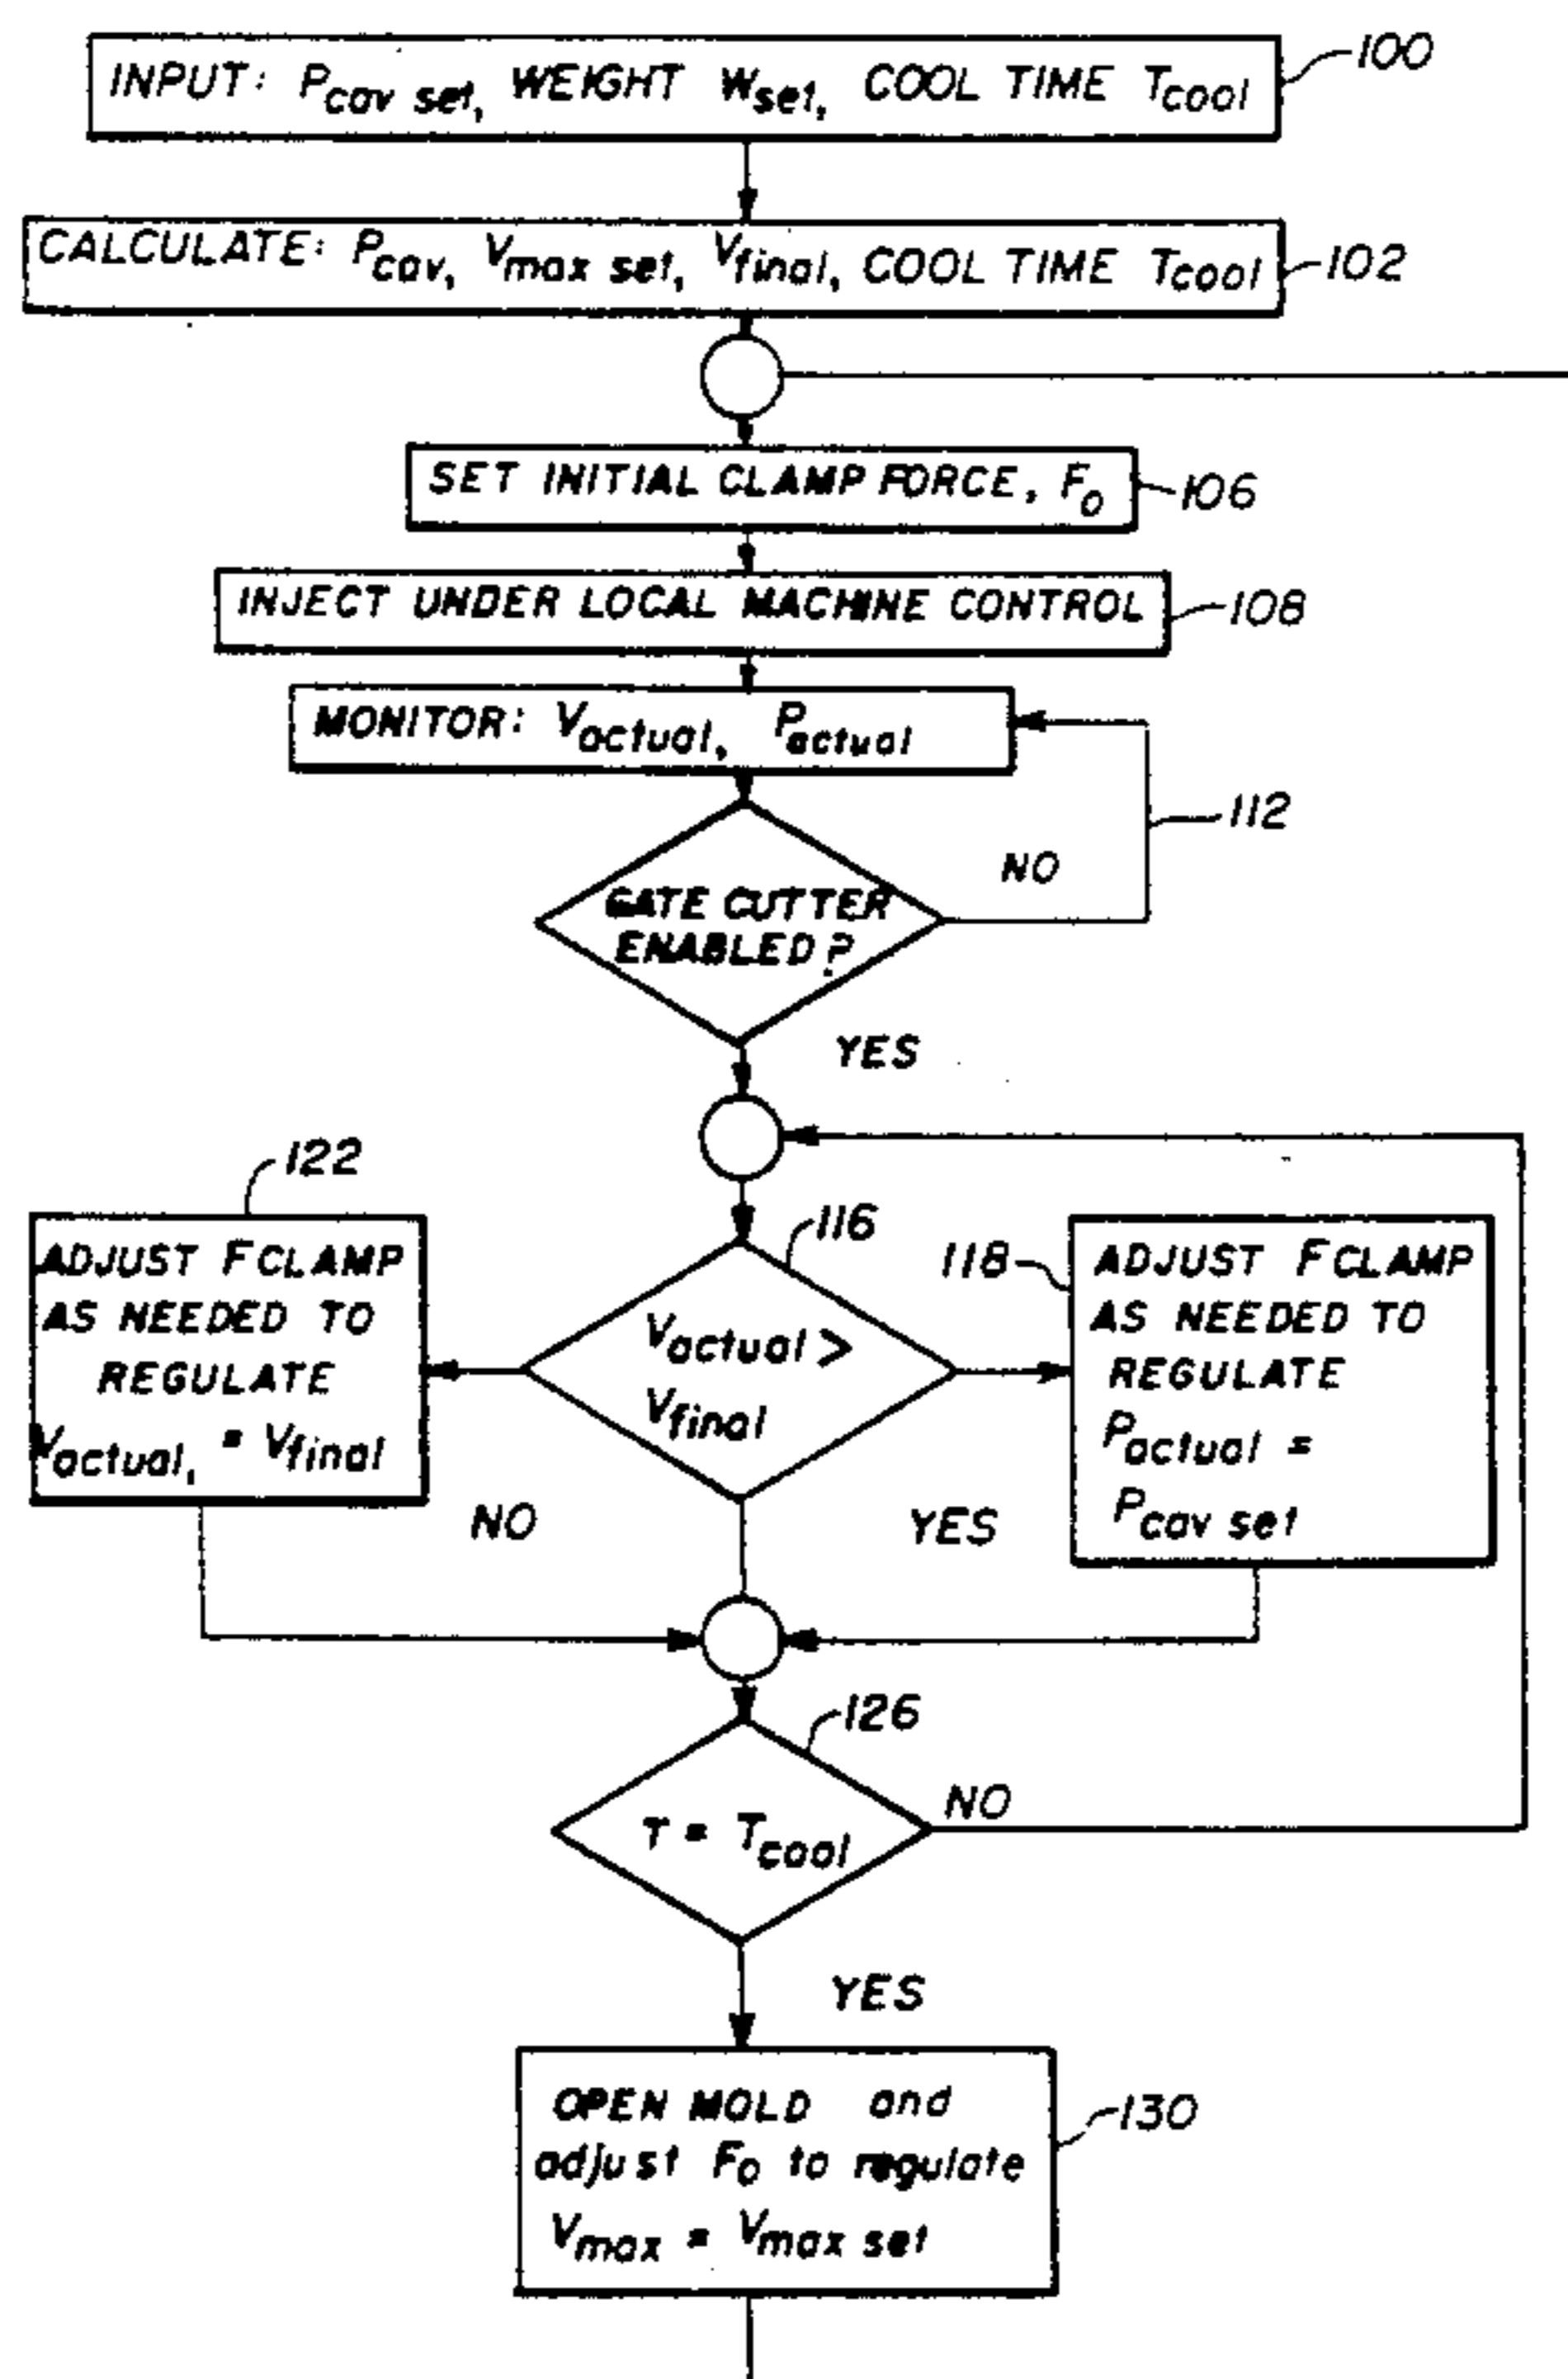 INPUT: Pcav set, WEIGHT Wset, COOL TIME Tcool
100
CALCULATE: Pcav, Vmax set, Vfinal, COOL TIME Tcool
102
SET INITIAL CLAMP FORCE, Fo
106
INJECT UNDER LOCAL MACHINE CONTROL
108
MONITOR: Vactual, Pactual
112
NO
GATE CUTTER
ENABLED?
YES
122
ADJUST FCLAMP
AS NEEDED TO
REGULATE
Vactual, = Vfinal
116
Vactual >
Vfinal
118
ADJUST FCLAMP
AS NEEDED TO
REGULATE
Pactual =
Pcav set
NO
YES
126
T = Tcool
NO
YES
OPEN MOLD and
adjust Fo to regulate
Vmax = Vmax set
130